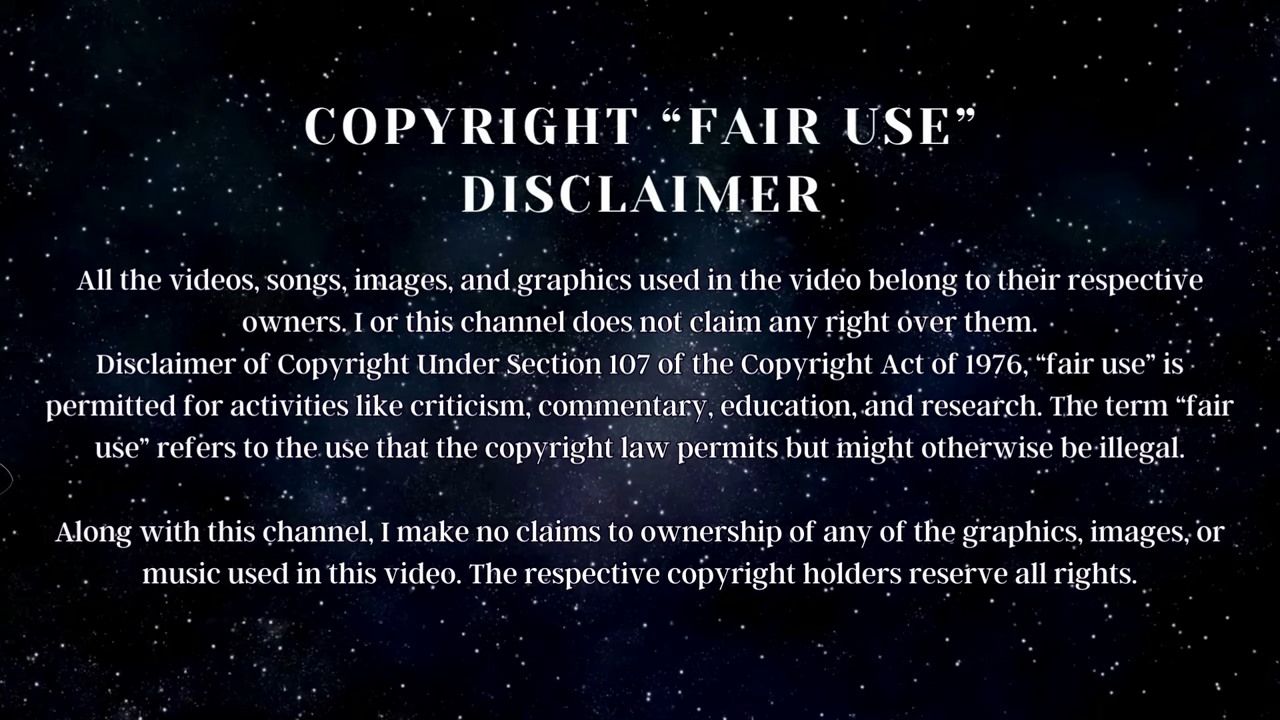 COPYRIGHT “FAIR USE”
DISCLAIMER
All the videos, songs, images, and graphics used in the video belong to their respective
owners. I or this channel does not claim any right over them.
Disclaimer of Copyright Under Section 107 of the Copyright Act of 1976, “fair use” is
permitted for activities like criticism, commentary, education, and research. The term “fair
use” refers to the use that the copyright law permits but might otherwise be illegal.
Along with this channel, I make no claims to ownership of any of the graphics, images, or
music used in this video. The respective copyright holders reserve all rights.